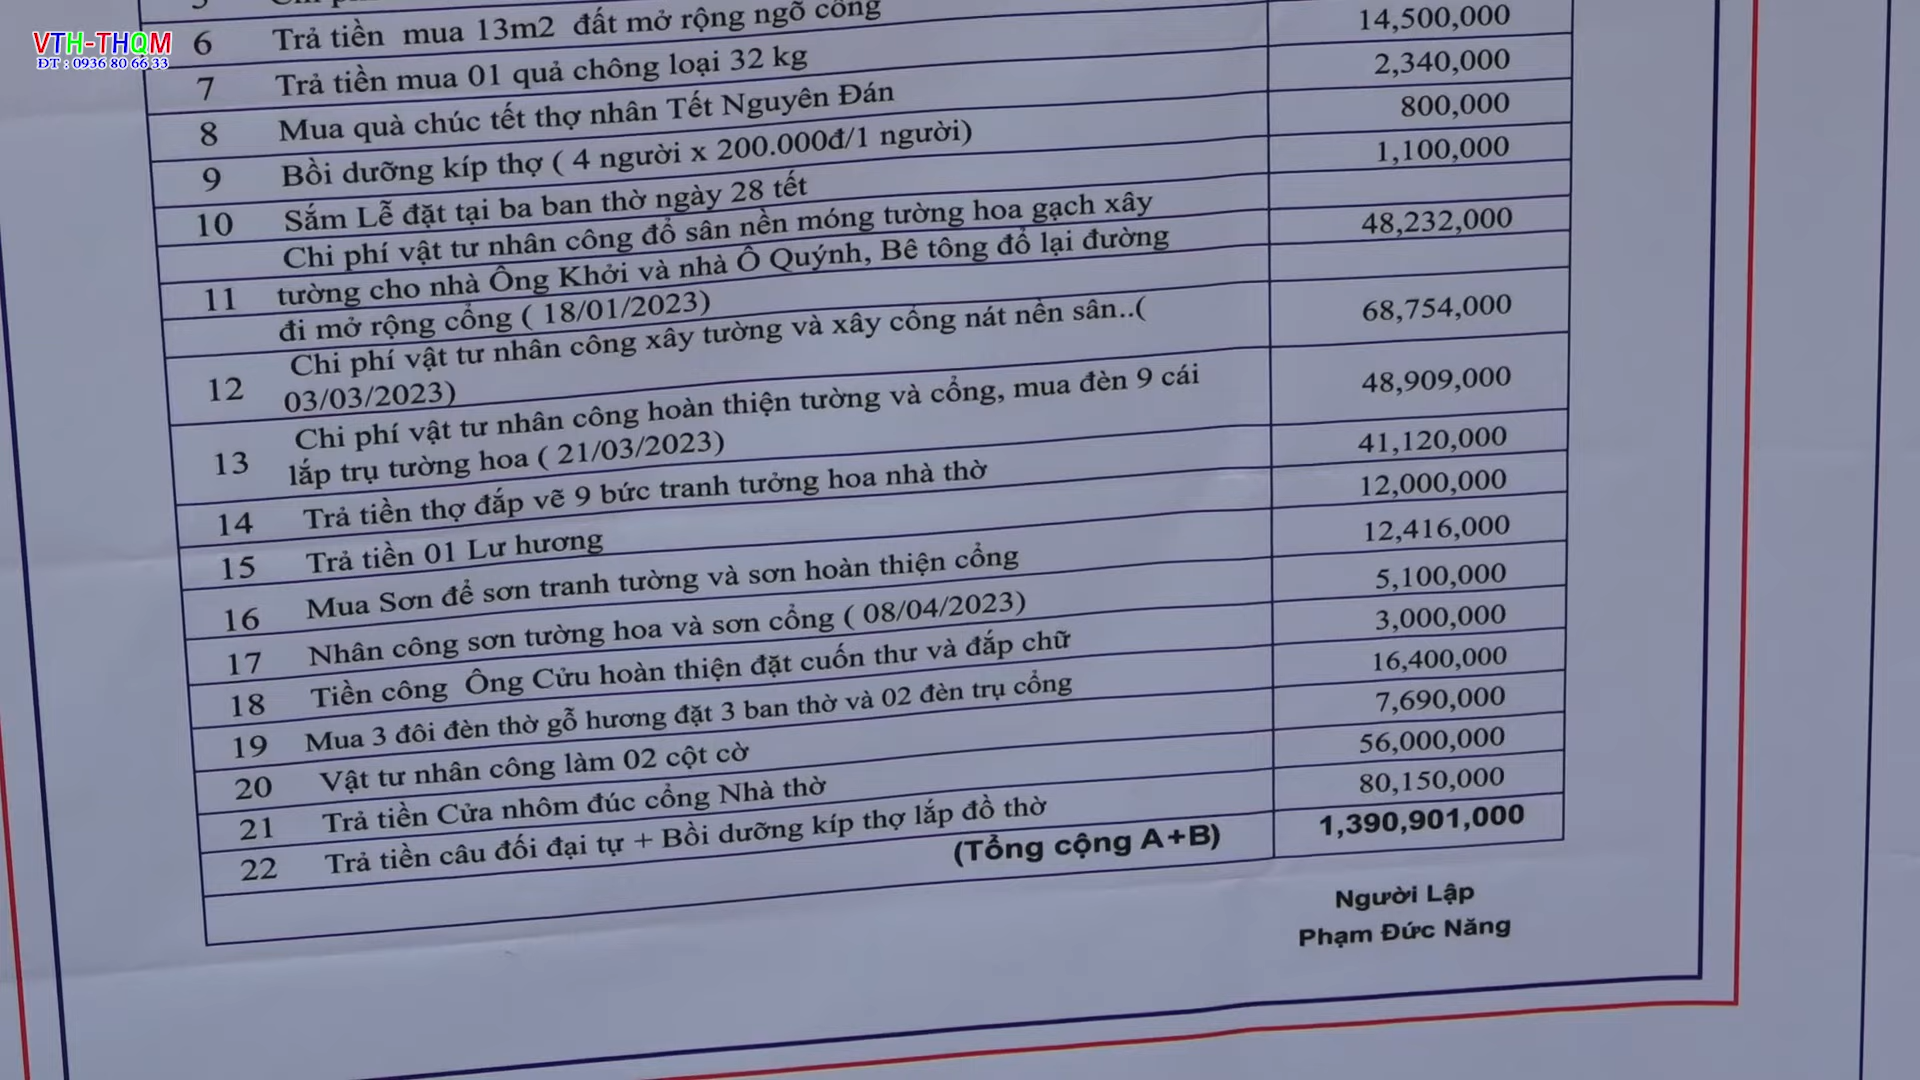 VTH-THQM
ĐT : 0936 80 66 33
6 Trả tiền mua 13m2 đất mở rộng ngõ cổng
14,500,000
7 Trả tiền mua 01 quả chông loại 32 kg
2,340,000
8 Mua quà chúc tết thợ nhân Tết Nguyên Đán
800,000
9 Bồi dưỡng kíp thợ ( 4 người x 200.000đ/1 người)
1,100,000
10 Sắm Lễ đặt tại ba ban thờ ngày 28 tết
Chi phí vật tư nhân công đổ sân nền móng tường hoa gạch xây
48,232,000
11 tường cho nhà Ông Khởi và nhà Ô Quýnh, Bê tông đổ lại đường
đi mở rộng cổng ( 18/01/2023)
Chi phí vật tư nhân công xây tường và xây cổng nát nền sân..(
68,754,000
12 03/03/2023)
Chi phí vật tư nhân công hoàn thiện tường và cổng, mua đèn 9 cái
48,909,000
13 lắp trụ tường hoa ( 21/03/2023)
41,120,000
14 Trả tiền thợ đắp vẽ 9 bức tranh tưởng hoa nhà thờ
12,000,000
15 Trả tiền 01 Lư hương
12,416,000
16 Mua Sơn để sơn tranh tường và sơn hoàn thiện cổng
5,100,000
17 Nhân công sơn tường hoa và sơn cổng ( 08/04/2023)
3,000,000
18 Tiền công Ông Cửu hoàn thiện đặt cuốn thư và đắp chữ
16,400,000
19 Mua 3 đôi đèn thờ gỗ hương đặt 3 ban thờ và 02 đèn trụ cổng
7,690,000
20 Vật tư nhân công làm 02 cột cờ
56,000,000
21 Trả tiền Cửa nhôm đúc cổng Nhà thờ
80,150,000
22 Trả tiền câu đối đại tự + Bồi dưỡng kíp thợ lắp đồ thờ
(Tổng cộng A+B)
1,390,901,000
Người Lập
Phạm Đức Năng